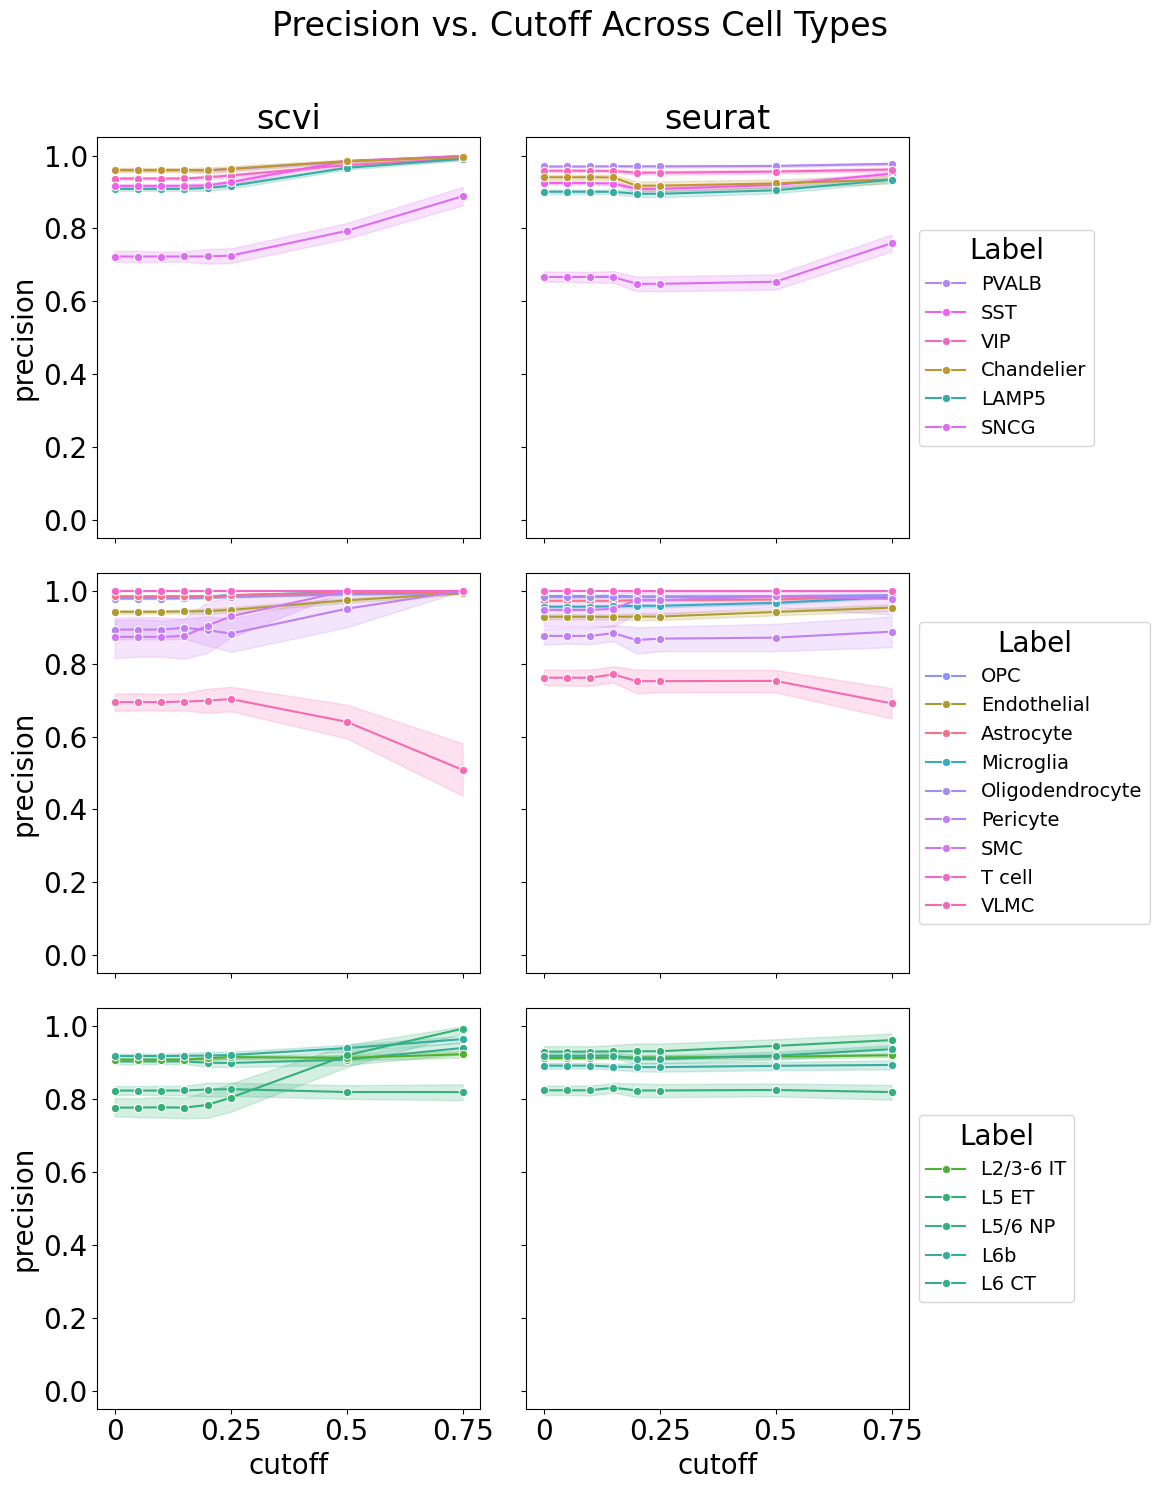 Precision vs. Cutoff Across Cell Types
scvi
seurat
precision
1.0
0.8
0.6
0.4
0.2
0.0
Label
PVALB
SST
VIP
Chandelier
LAMP5
SNCG
precision
1.0
0.8
0.6
0.4
0.2
0.0
Label
OPC
Endothelial
Astrocyte
Microglia
Oligodendrocyte
Pericyte
SMC
T cell
VLMC
precision
1.0
0.8
0.6
0.4
0.2
0.0
Label
L2/3-6 IT
L5 ET
L5/6 NP
L6b
L6 CT
0 0.25 0.5 0.75
cutoff
0 0.25 0.5 0.75
cutoff